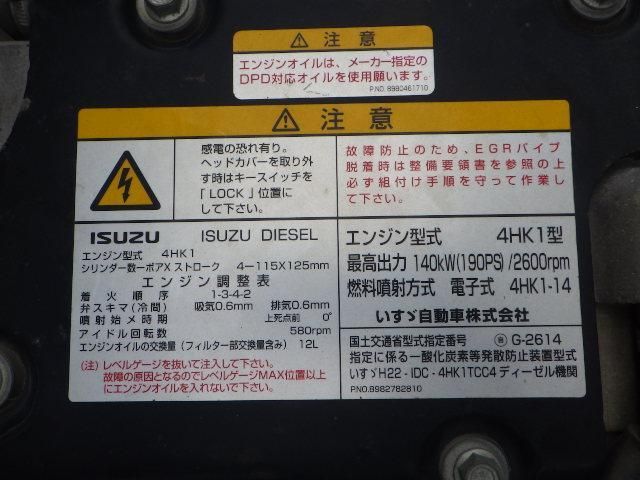 注意
エンジンオイルは、メーカー指定の
DPD対応オイルを使用願います。
P.NO. 8980461710
注意
感電の恐れ有り。
ヘッドカバーを取り外
す時はキースイッチを
「LOCK」位置に
して下さい。
故障防止のため、EGRパイプ
脱着時は整備要領書を参照の上
必ず組付け手順を守って作業し
て下さい。
ISUZU ISUZU DIESEL
エンジン型式 4HK1
シリンダー数ーボアX ストローク 4ー115X125mm
エンジン調整表
着火順序 1-3-4-2
弁スキマ(冷間) 吸気0.6mm 排気0.6mm
噴射始メ時期 上死点前 0°
アイドル回転数 580rpm
エンジンオイルの交換量(フィルター部交換量含み) 12L
(注)レベルゲージを抜いて注入して下さい。
故障の原因となるのでレベルゲージMAX位置以上
にエンジンオイルを入れないで下さい。
エンジン型式 4HK1型
最高出力 140kW(190PS)/2600rpm
燃料噴射方式 電子式 4HK1-14
いすゞ自動車株式会社
国土交通省型式指定番号 G-2614
指定に係る一酸化炭素等発散防止装置型式
いすゞH22-IDC-4HK1TCC4 ディーゼル機関
P.NO.8982782810